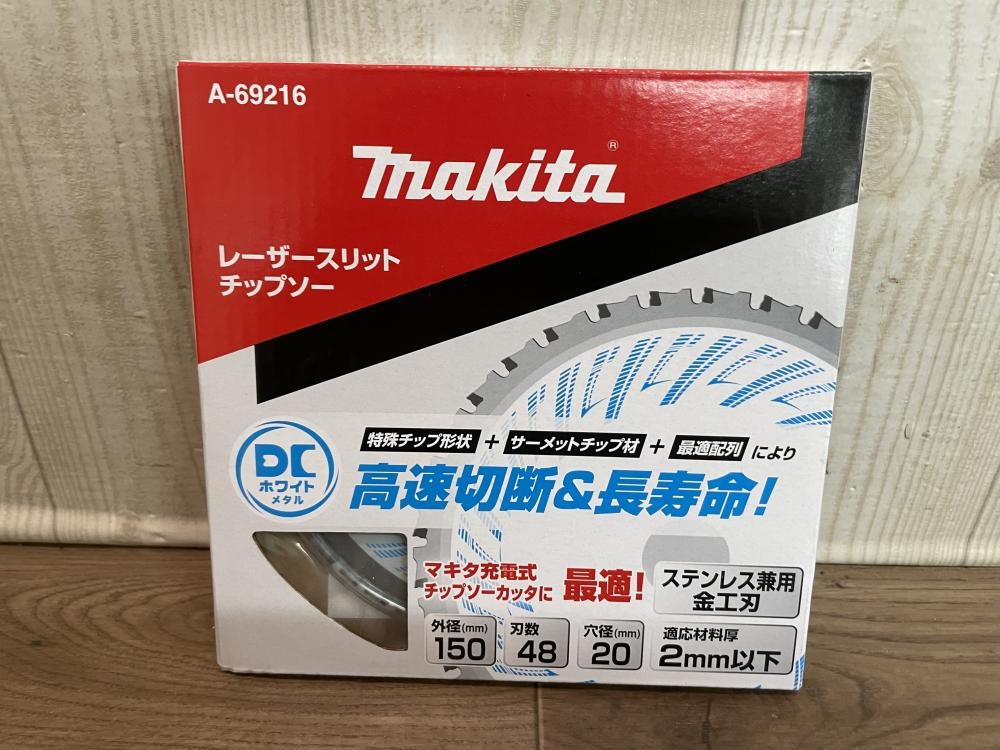 A-69216
makita®
レーザースリット
チップソー
DC
ホワイト
メタル
特殊チップ形状 + サーメットチップ材 + 最適配列 により
高速切断&長寿命!
マキタ充電式
チップソーカッタに 最適!
ステンレス兼用
金工刃
外径(mm)
150
刃数
48
穴径(mm)
20
適応材料厚
2mm以下